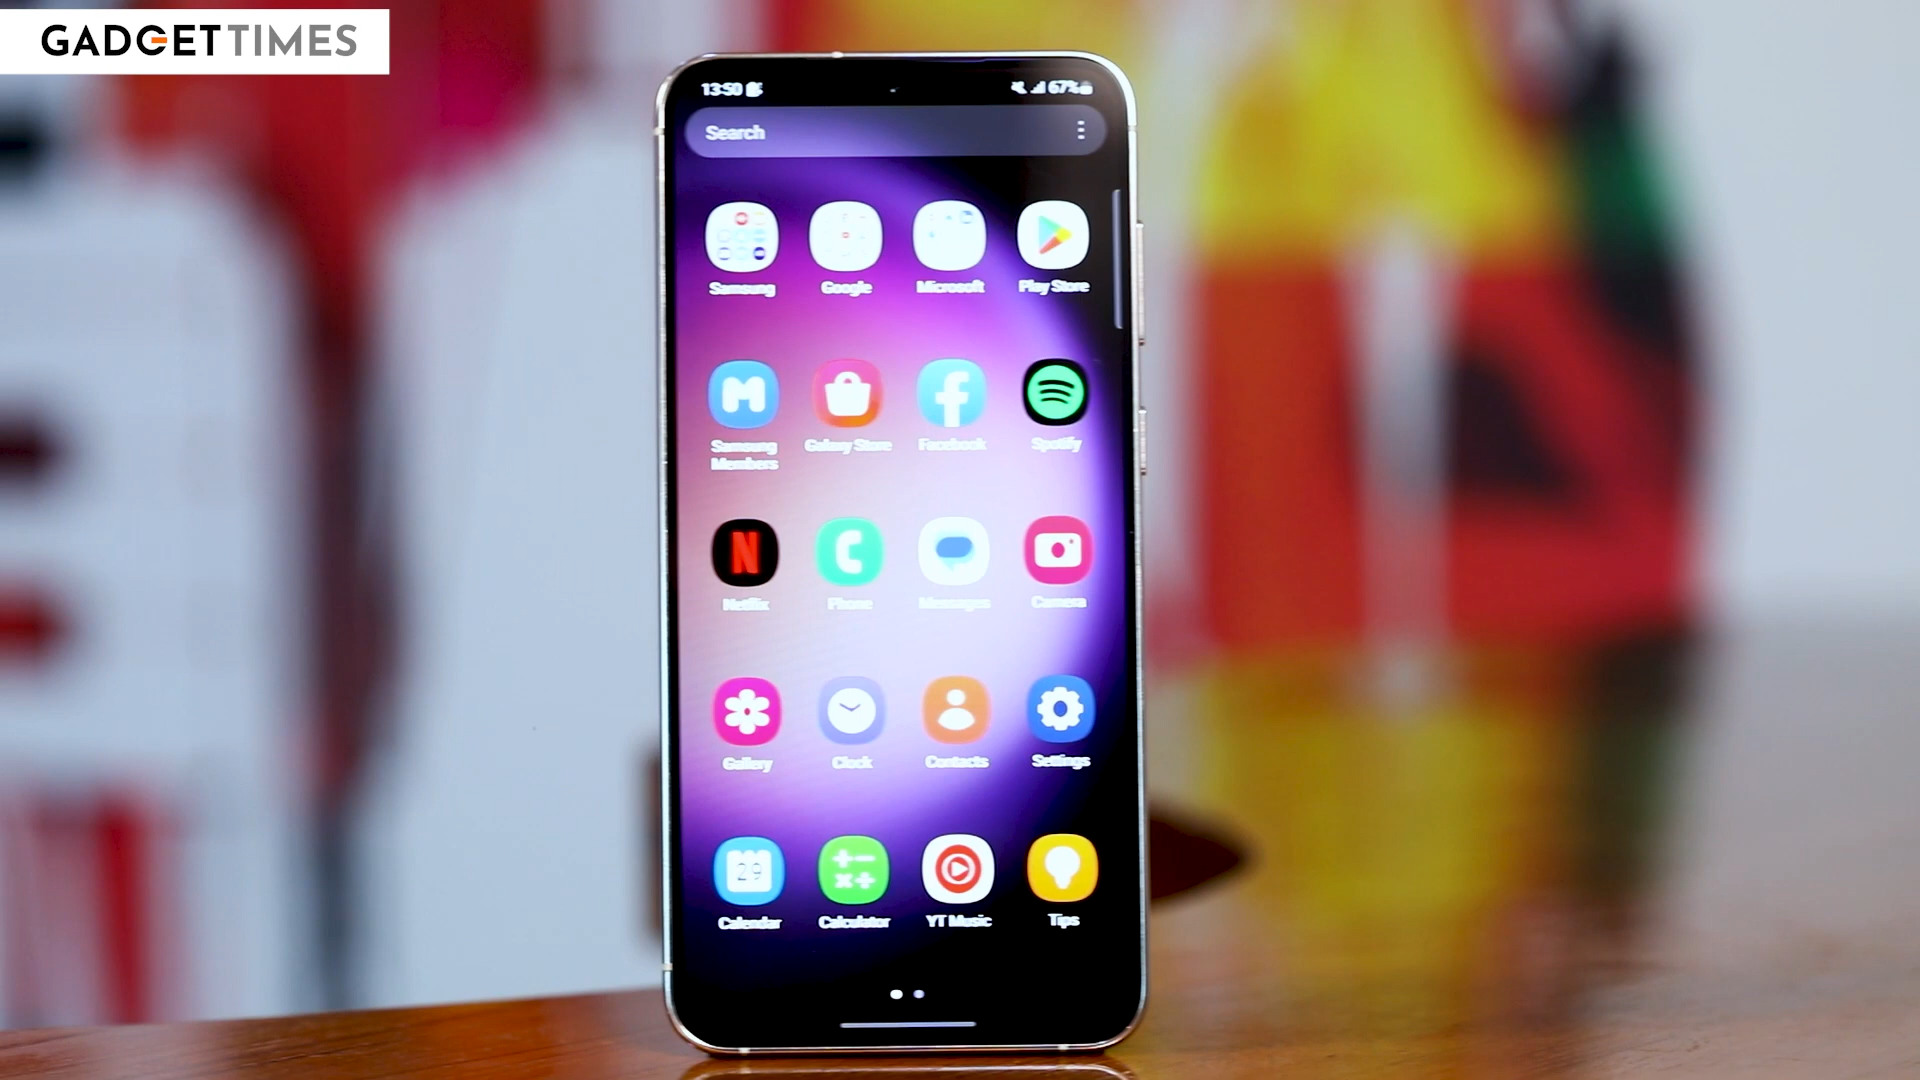 GADGETTIMES
13:50
67%
Search
Samsung Google Microsoft Play Store
Samsung Galaxy Store Facebook Spotify
Members
Netflix Phone Messages Camera
Gallery Clock Contacts Settings
29
Calendar Calculator YT Music Tips